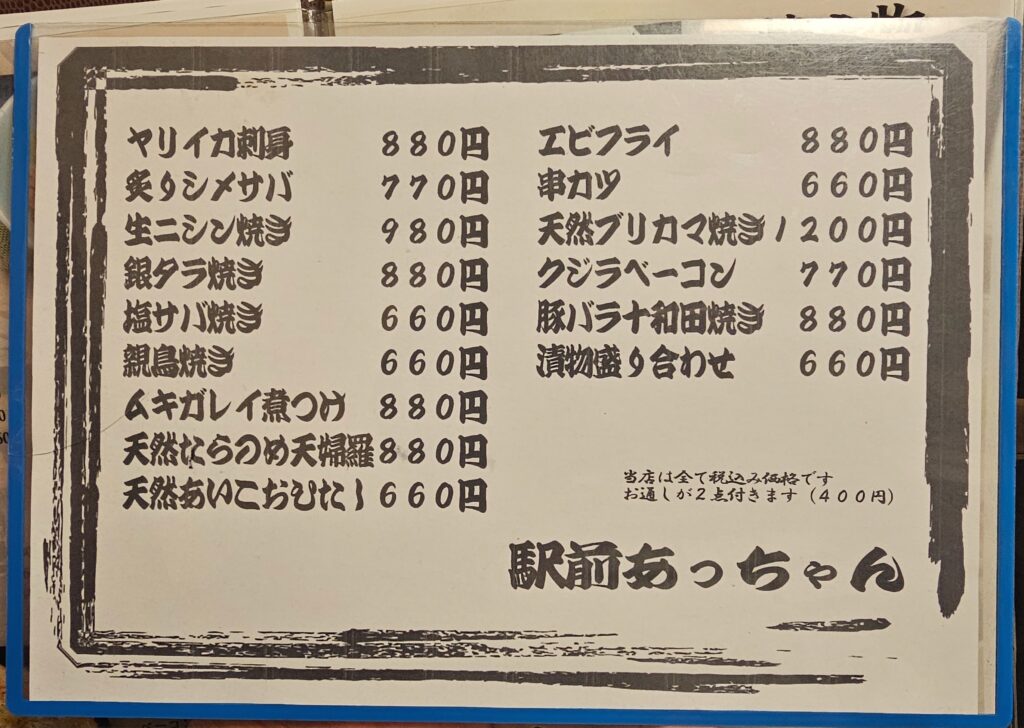 ヤリイカ刺身 880円
炙りシメサバ 770円
生ニシン焼き 980円
銀タラ焼き 880円
塩サバ焼き 660円
親鳥焼き 660円
ムキガレイ煮つけ 880円
天然たらのめ天婦羅 880円
天然あいこおひたし 660円
エビフライ 880円
串カツ 660円
天然ブリカマ焼き 1200円
クジラベーコン 770円
豚バラ十和田焼き 880円
漬物盛り合わせ 660円
当店は全て税込み価格です
お通しが2点付きます(400円)
駅前あっちゃん